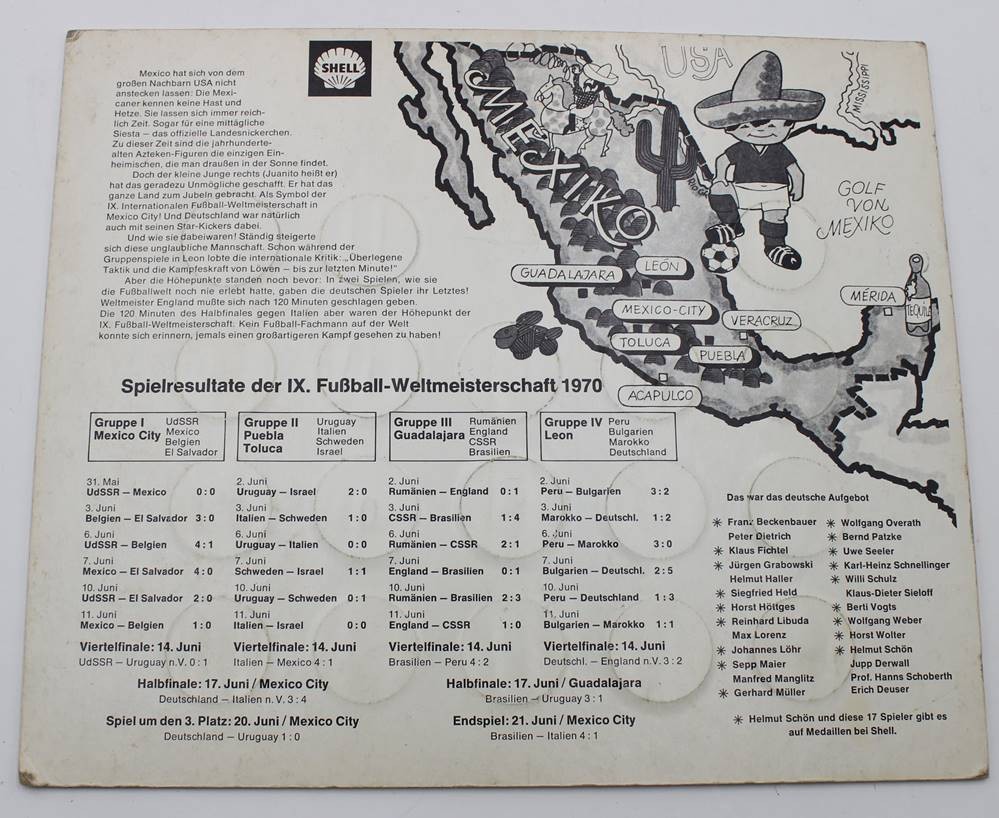 SHELL
Mexico hat sich von dem
großen Nachbarn USA nicht
anstecken lassen: Die Mexi-
caner kennen keine Hast und
Hetze. Sie lassen sich immer reich-
lich Zeit. Sogar für eine mittägliche
Siesta – das offizielle Landesnickerchen.
Zu dieser Zeit sind die jahrhunderte-
alten Azteken-Figuren die einzigen Ein-
heimischen, die man draußen in der Sonne findet.
Doch der kleine Junge rechts (Juanito heißt er)
hat das geradezu Unmögliche geschafft. Er hat das
ganze Land zum Jubeln gebracht. Als Symbol der
IX. Internationalen Fußball-Weltmeisterschaft in
Mexico City! Und Deutschland war natürlich
auch mit seinen Star-Kickers dabei.
Und wie sie dabeiwaren! Ständig steigerte
sich diese unglaubliche Mannschaft. Schon während der
Gruppenspiele in Leon lobte die internationale Kritik: „Überlegene
Taktik und die Kampfeskraft von Löwen – bis zur letzten Minute!"
Aber die Höhepunkte standen noch bevor: In zwei Spielen, wie sie
die Fußballwelt noch nie erlebt hatte, gaben die deutschen Spieler ihr Letztes!
Weltmeister England mußte sich nach 120 Minuten geschlagen geben.
Die 120 Minuten des Halbfinales gegen Italien aber waren der Höhepunkt der
IX. Fußball-Weltmeisterschaft. Kein Fußball-Fachmann auf der Welt
konnte sich erinnern, jemals einen großartigeren Kampf gesehen zu haben!
USA
MISSISSIPPI
MEXIKO
GOLF
VON
MEXIKO
GUADALAJARA
LEÓN
MEXICO-CITY
VERACRUZ
MÉRIDA
TEQUILA
TOLUCA
PUEBLA
ACAPULCO
Spielresultate der IX. Fußball-Weltmeisterschaft 1970
Gruppe I
Mexico City
UdSSR
Mexico
Belgien
El Salvador
31. Mai
UdSSR – Mexico 0:0
3. Juni
Belgien – El Salvador 3:0
6. Juni
UdSSR – Belgien 4:1
7. Juni
Mexico – El Salvador 4:0
10. Juni
UdSSR – El Salvador 2:0
11. Juni
Mexico – Belgien 1:0
Viertelfinale: 14. Juni
UdSSR – Uruguay n.V. 0:1
Gruppe II
Puebla
Toluca
Uruguay
Italien
Schweden
Israel
2. Juni
Uruguay – Israel 2:0
3. Juni
Italien – Schweden 1:0
6. Juni
Uruguay – Italien 0:0
7. Juni
Schweden – Israel 1:1
10. Juni
Uruguay – Schweden 0:1
11. Juni
Italien – Israel 0:0
Viertelfinale: 14. Juni
Italien – Mexico 4:1
Gruppe III
Guadalajara
Rumänien
England
CSSR
Brasilien
2. Juni
Rumänien – England 0:1
3. Juni
CSSR – Brasilien 1:4
6. Juni
Rumänien – CSSR 2:1
7. Juni
England – Brasilien 0:1
10. Juni
Rumänien – Brasilien 2:3
11. Juni
England – CSSR 1:0
Viertelfinale: 14. Juni
Brasilien – Peru 4:2
Gruppe IV
Leon
Peru
Bulgarien
Marokko
Deutschland
2. Juni
Peru – Bulgarien 3:2
3. Juni
Marokko – Deutschl. 1:2
6. Juni
Peru – Marokko 3:0
7. Juni
Bulgarien – Deutschl. 2:5
10. Juni
Peru – Deutschland 1:3
11. Juni
Bulgarien – Marokko 1:1
Viertelfinale: 14. Juni
Deutschl. – England n.V. 3:2
Halbfinale: 17. Juni / Mexico City
Deutschland – Italien n.V. 3:4
Halbfinale: 17. Juni / Guadalajara
Brasilien – Uruguay 3:1
Spiel um den 3. Platz: 20. Juni / Mexico City
Deutschland – Uruguay 1:0
Endspiel: 21. Juni / Mexico City
Brasilien – Italien 4:1
Das war das deutsche Aufgebot
✳ Franz Beckenbauer
Peter Dietrich
✳ Klaus Fichtel
✳ Jürgen Grabowski
Helmut Haller
✳ Siegfried Held
✳ Horst Höttges
✳ Reinhard Libuda
Max Lorenz
✳ Johannes Löhr
✳ Sepp Maier
Manfred Manglitz
✳ Gerhard Müller
✳ Wolfgang Overath
✳ Bernd Patzke
✳ Uwe Seeler
✳ Karl-Heinz Schnellinger
✳ Willi Schulz
Klaus-Dieter Sieloff
✳ Berti Vogts
✳ Wolfgang Weber
✳ Horst Wolter
✳ Helmut Schön
Jupp Derwall
Prof. Hanns Schoberth
Erich Deuser
✳ Helmut Schön und diese 17 Spieler gibt es
auf Medaillen bei Shell.